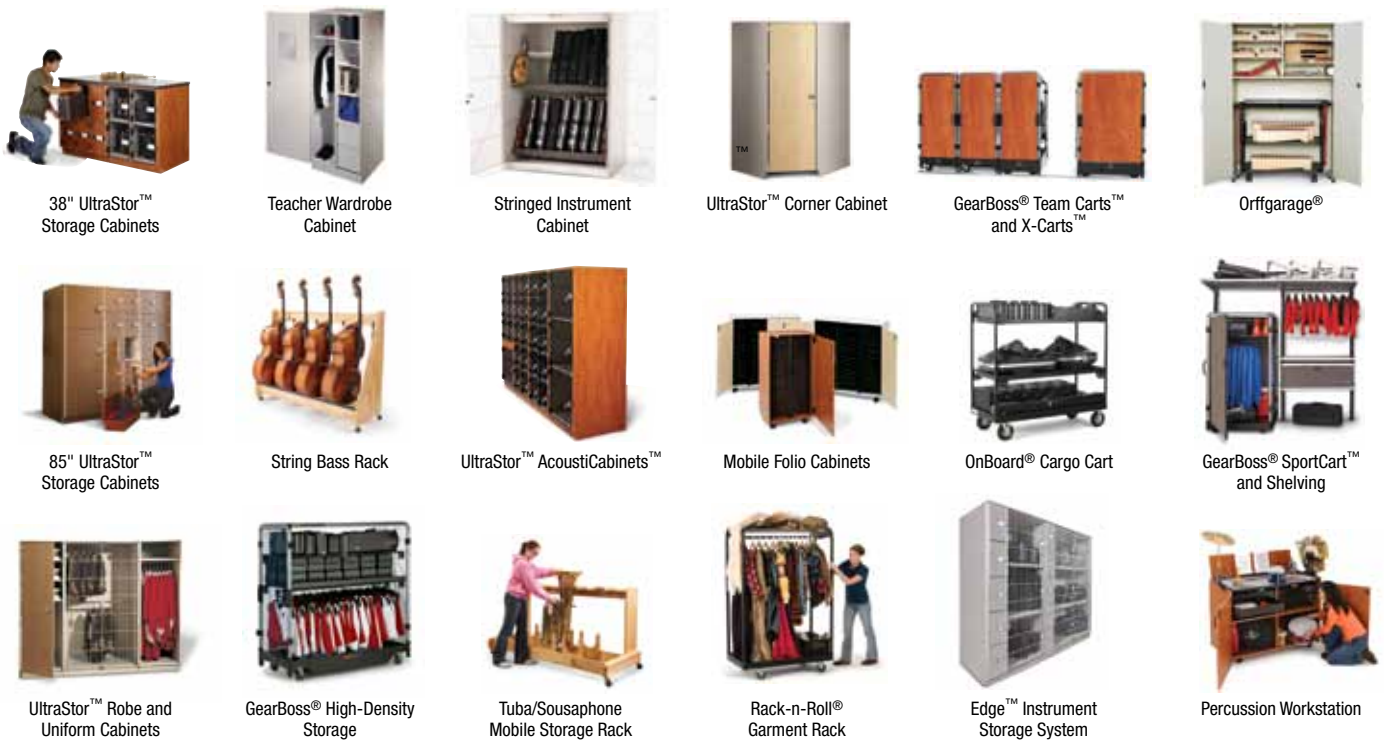 38" UltraStor™
Storage Cabinets
Teacher Wardrobe
Cabinet
Stringed Instrument
Cabinet
™
UltraStor™ Corner Cabinet
GearBoss® Team Carts™
and X-Carts™
Orffgarage®
85" UltraStor™
Storage Cabinets
String Bass Rack
UltraStor™ AcoustiCabinets™
Mobile Folio Cabinets
OnBoard® Cargo Cart
GearBoss® SportCart™
and Shelving
UltraStor™ Robe and
Uniform Cabinets
GearBoss® High-Density
Storage
Tuba/Sousaphone
Mobile Storage Rack
Rack-n-Roll®
Garment Rack
Edge™ Instrument
Storage System
Percussion Workstation